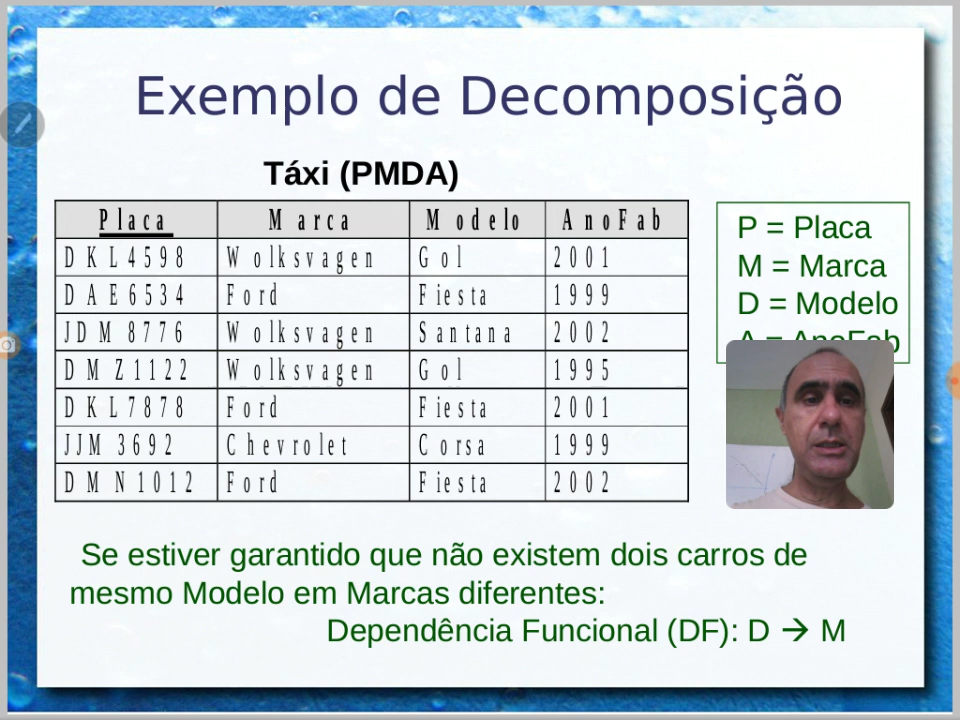 Exemplo de Decomposição
Táxi (PMDA)
Placa Marca Modelo AnoFab
DKL4598 Wolksvagen Gol 2001
DAE6534 Ford Fiesta 1999
JDM8776 Wolksvagen Santana 2002
DMZ1122 Wolksvagen Gol 1995
DKL7878 Ford Fiesta 2001
JJM3692 Chevrolet Corsa 1999
DMN1012 Ford Fiesta 2002
P = Placa
M = Marca
D = Modelo
A = AnoFab
Se estiver garantido que não existem dois carros de
mesmo Modelo em Marcas diferentes:
Dependência Funcional (DF): D → M